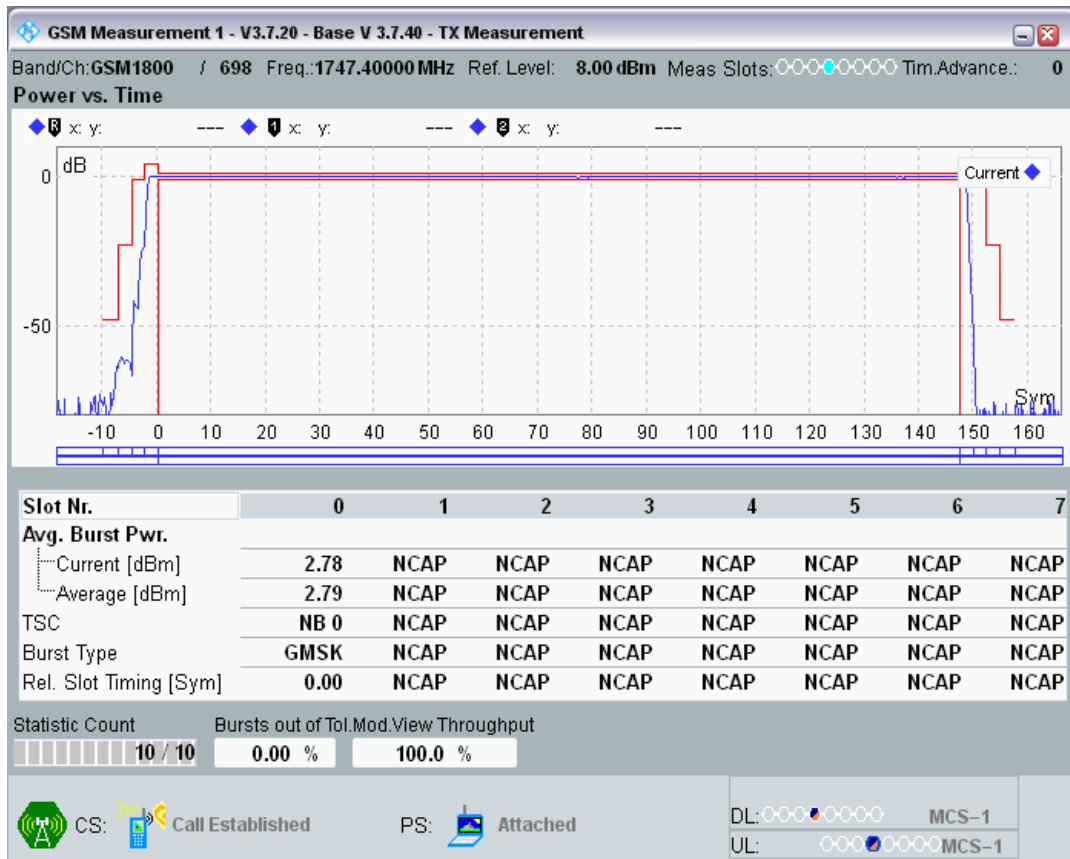 GSM Measurement 1 - V3.7.20 - Base V 3.7.40 - TX Measurement
Band/Ch:GSM1800 / 698 Freq.:1747.40000 MHz Ref. Level: 8.00 dBm Meas Slots: Tim.Advance.: 0
Power vs. Time
R x: y: --- 1 x: y: --- 2 x: y: ---
dB
0
Current
-50
Sym
-10 0 10 20 30 40 50 60 70 80 90 100 110 120 130 140 150 160
Slot Nr. 0 1 2 3 4 5 6 7
Avg. Burst Pwr.
Current [dBm] 2.78 NCAP NCAP NCAP NCAP NCAP NCAP NCAP
Average [dBm] 2.79 NCAP NCAP NCAP NCAP NCAP NCAP NCAP
TSC NB 0 NCAP NCAP NCAP NCAP NCAP NCAP NCAP
Burst Type GMSK NCAP NCAP NCAP NCAP NCAP NCAP NCAP
Rel. Slot Timing [Sym] 0.00 NCAP NCAP NCAP NCAP NCAP NCAP NCAP
Statistic Count Bursts out of Tol.Mod.View Throughput
10 / 10 0.00 % 100.0 %
CS: Call Established PS: Attached
DL: MCS-1
UL: MCS-1